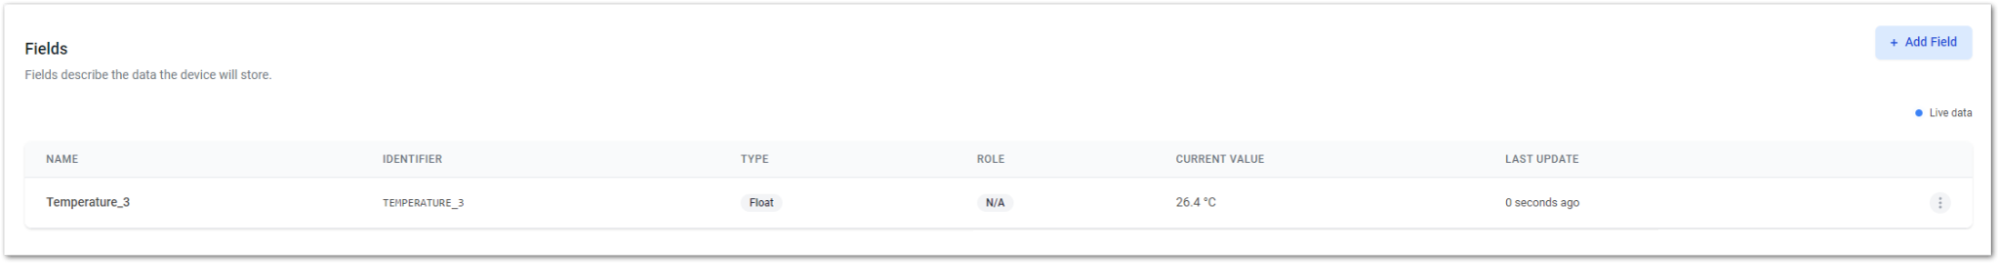 Fields
+ Add Field
Fields describe the data the device will store.
Live data
NAME IDENTIFIER TYPE ROLE CURRENT VALUE LAST UPDATE
Temperature_3 TEMPERATURE_3 Float N/A 26.4 °C 0 seconds ago